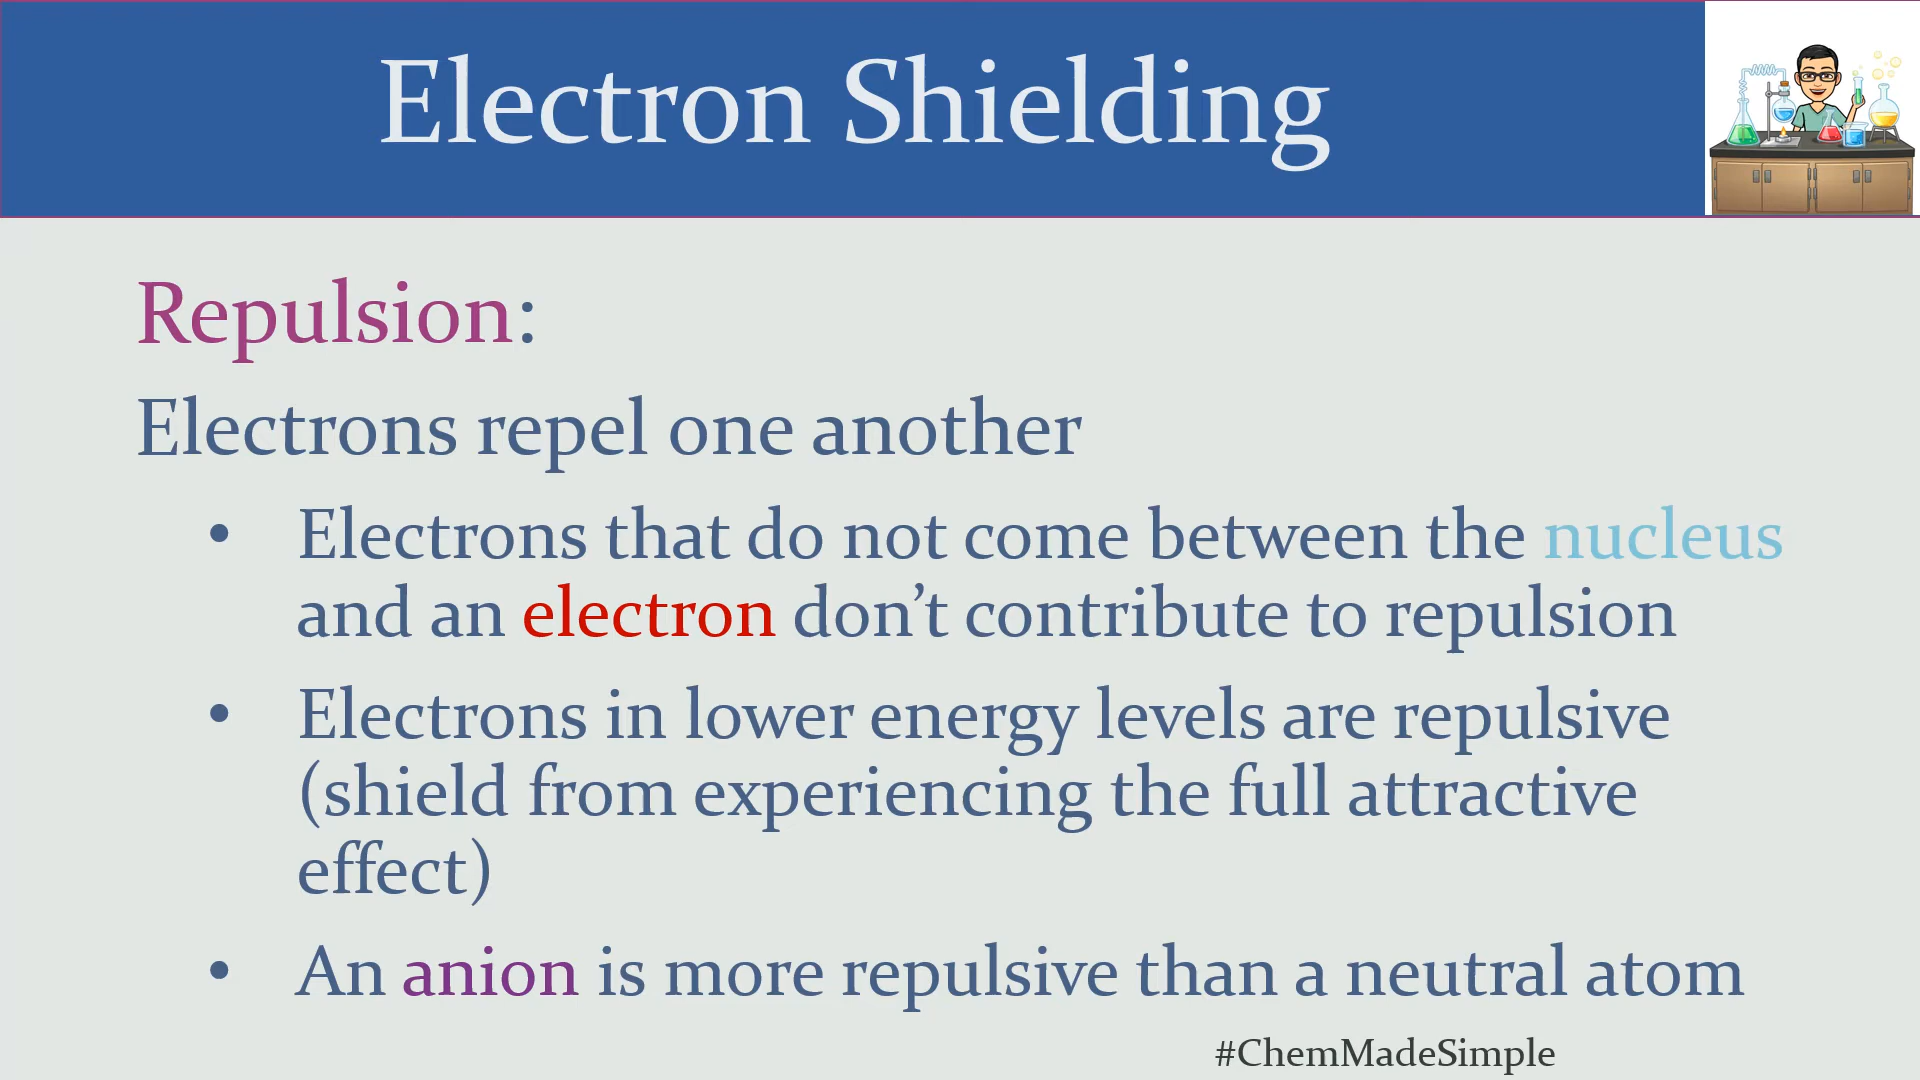 Electron Shielding
Repulsion:
Electrons repel one another
• Electrons that do not come between the nucleus
and an electron don’t contribute to repulsion
• Electrons in lower energy levels are repulsive
(shield from experiencing the full attractive
effect)
• An anion is more repulsive than a neutral atom
#ChemMadeSimple